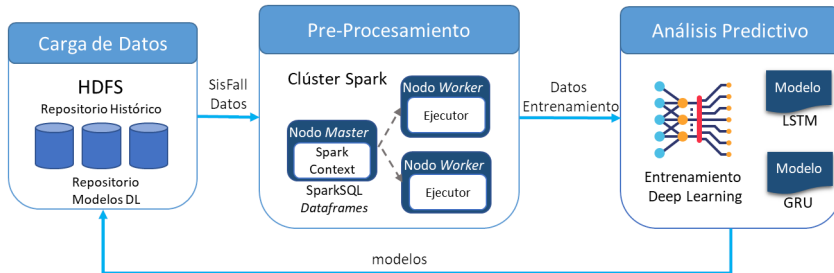 Carga de Datos
HDFS
Repositorio Histórico
Repositorio
Modelos DL
SisFall
Datos
Pre-Procesamiento
Clúster Spark
Nodo Master
Spark
Context
SparkSQL
Dataframes
Nodo Worker
Ejecutor
Nodo Worker
Ejecutor
Datos
Entrenamiento
Análisis Predictivo
Entrenamiento
Deep Learning
Modelo
LSTM
Modelo
GRU
modelos